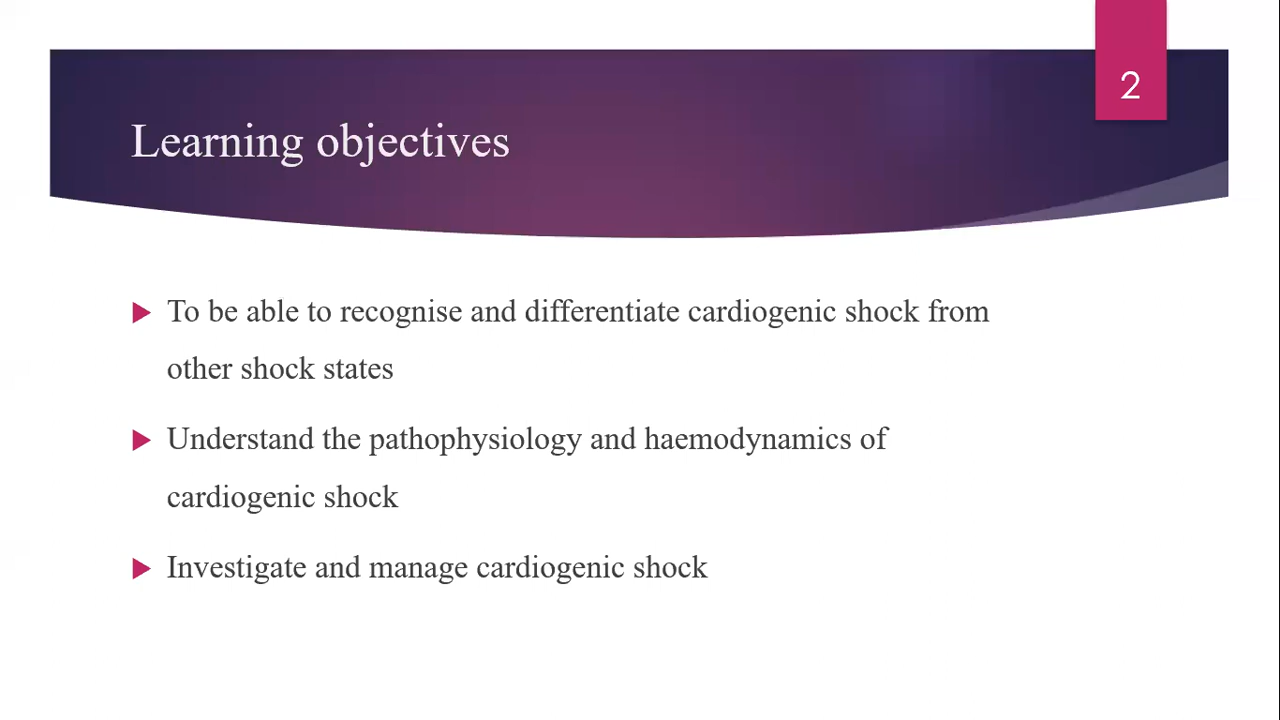 2
Learning objectives
To be able to recognise and differentiate cardiogenic shock from
other shock states
Understand the pathophysiology and haemodynamics of
cardiogenic shock
Investigate and manage cardiogenic shock